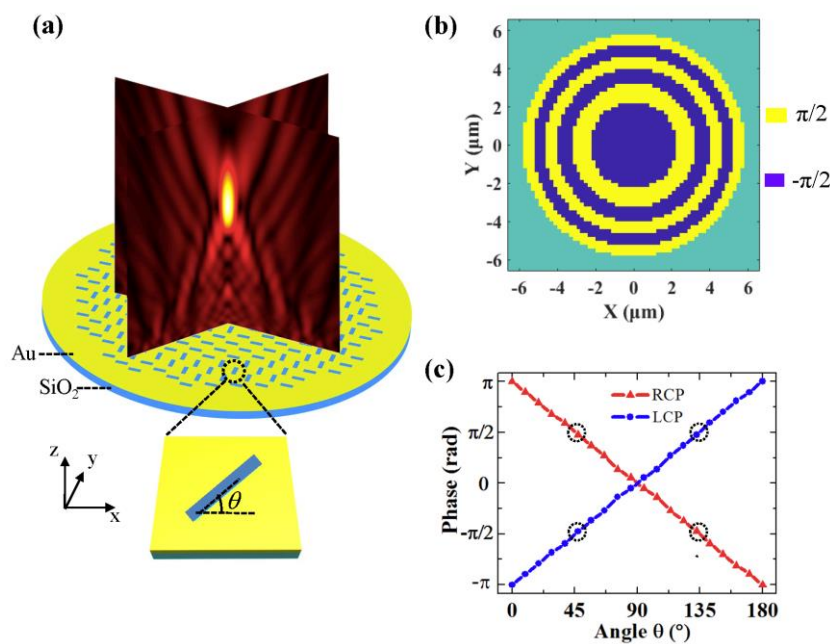 (a)
Au
SiO₂
z
y
x
θ
(b)
6
4
2
0
-2
-4
-6
Y (μm)
-6 -4 -2 0 2 4 6
X (μm)
π/2
-π/2
(c)
π
π/2
0
-π/2
-π
Phase (rad)
RCP
LCP
0 45 90 135 180
Angle θ (°)